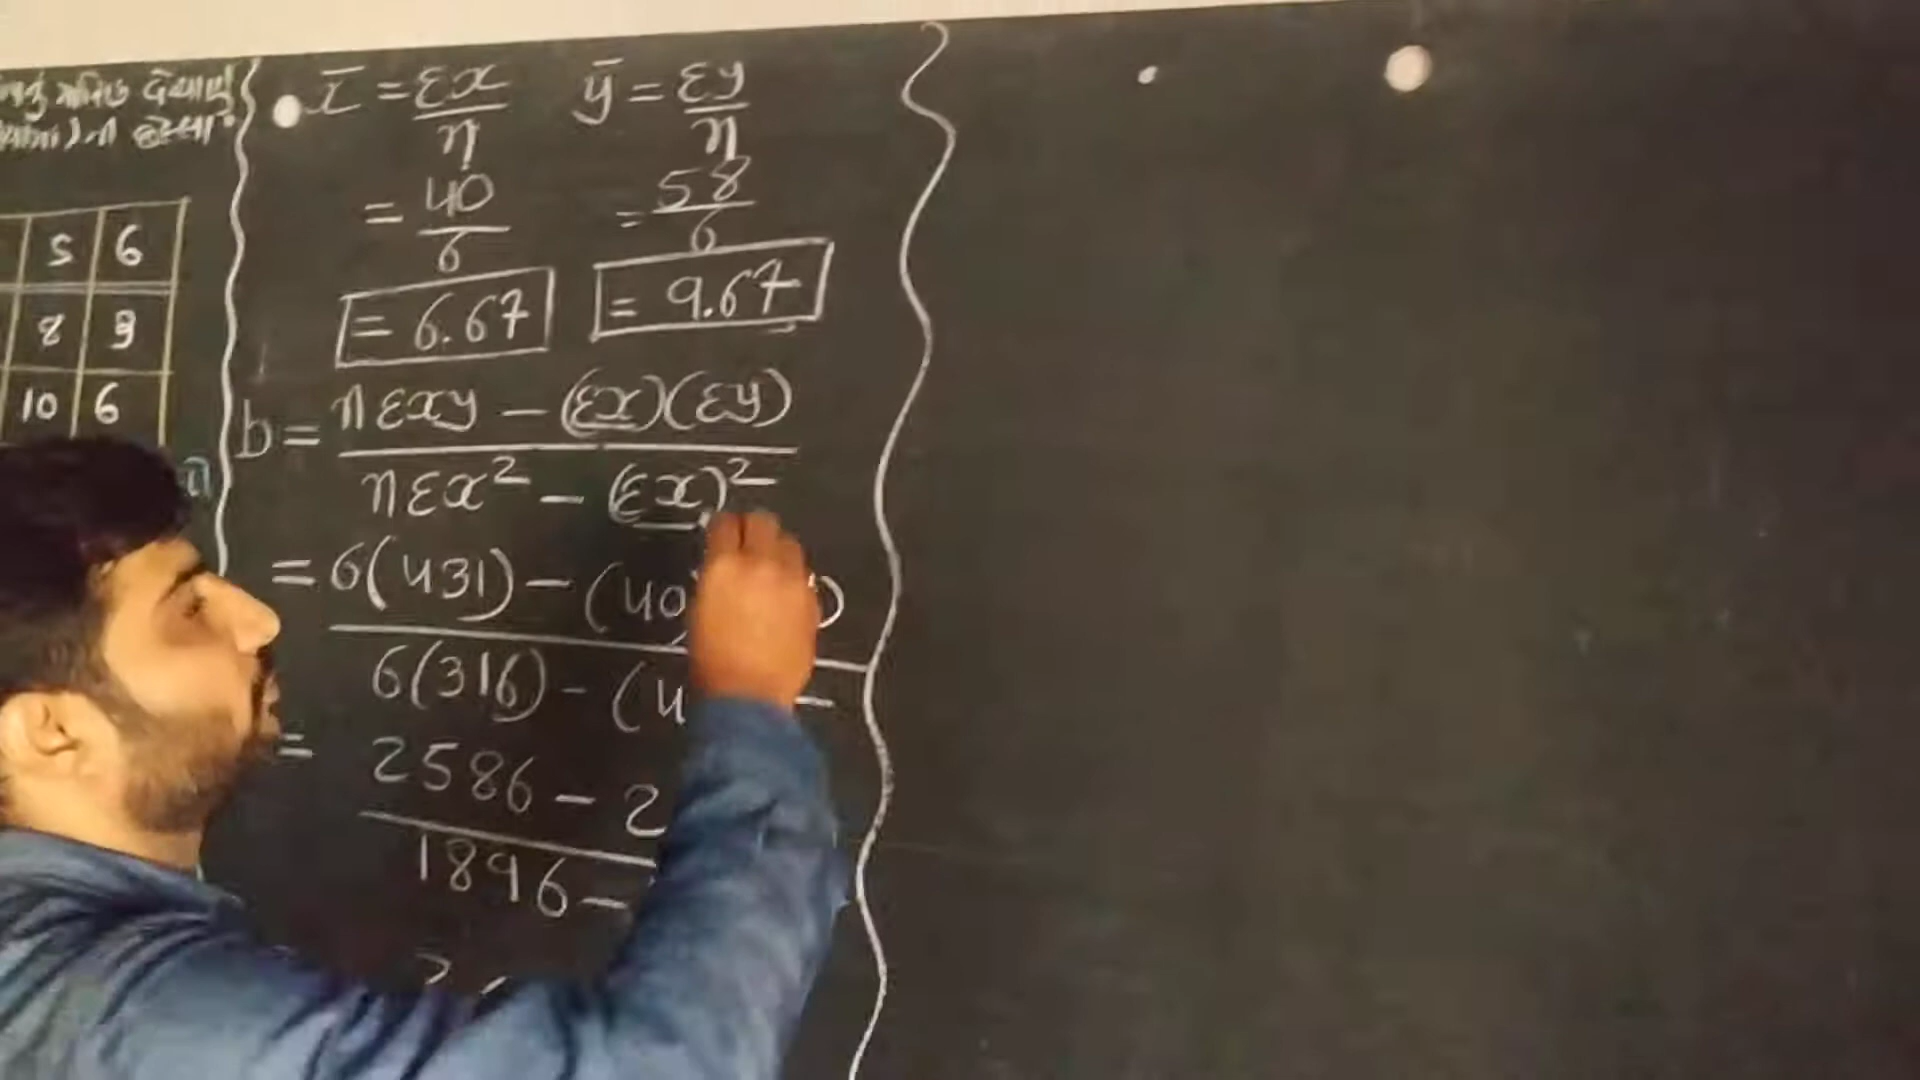 5 | 9
8 | 9
10 | 6
x̄ = Σx/n ȳ = Σy/n
= 40/6 = 58/6
= 6.67 = 9.67
b = nΣxy - (Σx)(Σy)
nΣx² - (Σx)²
= 6(431) - (40
6(316) - (4
= 2586 - 2
1896 -